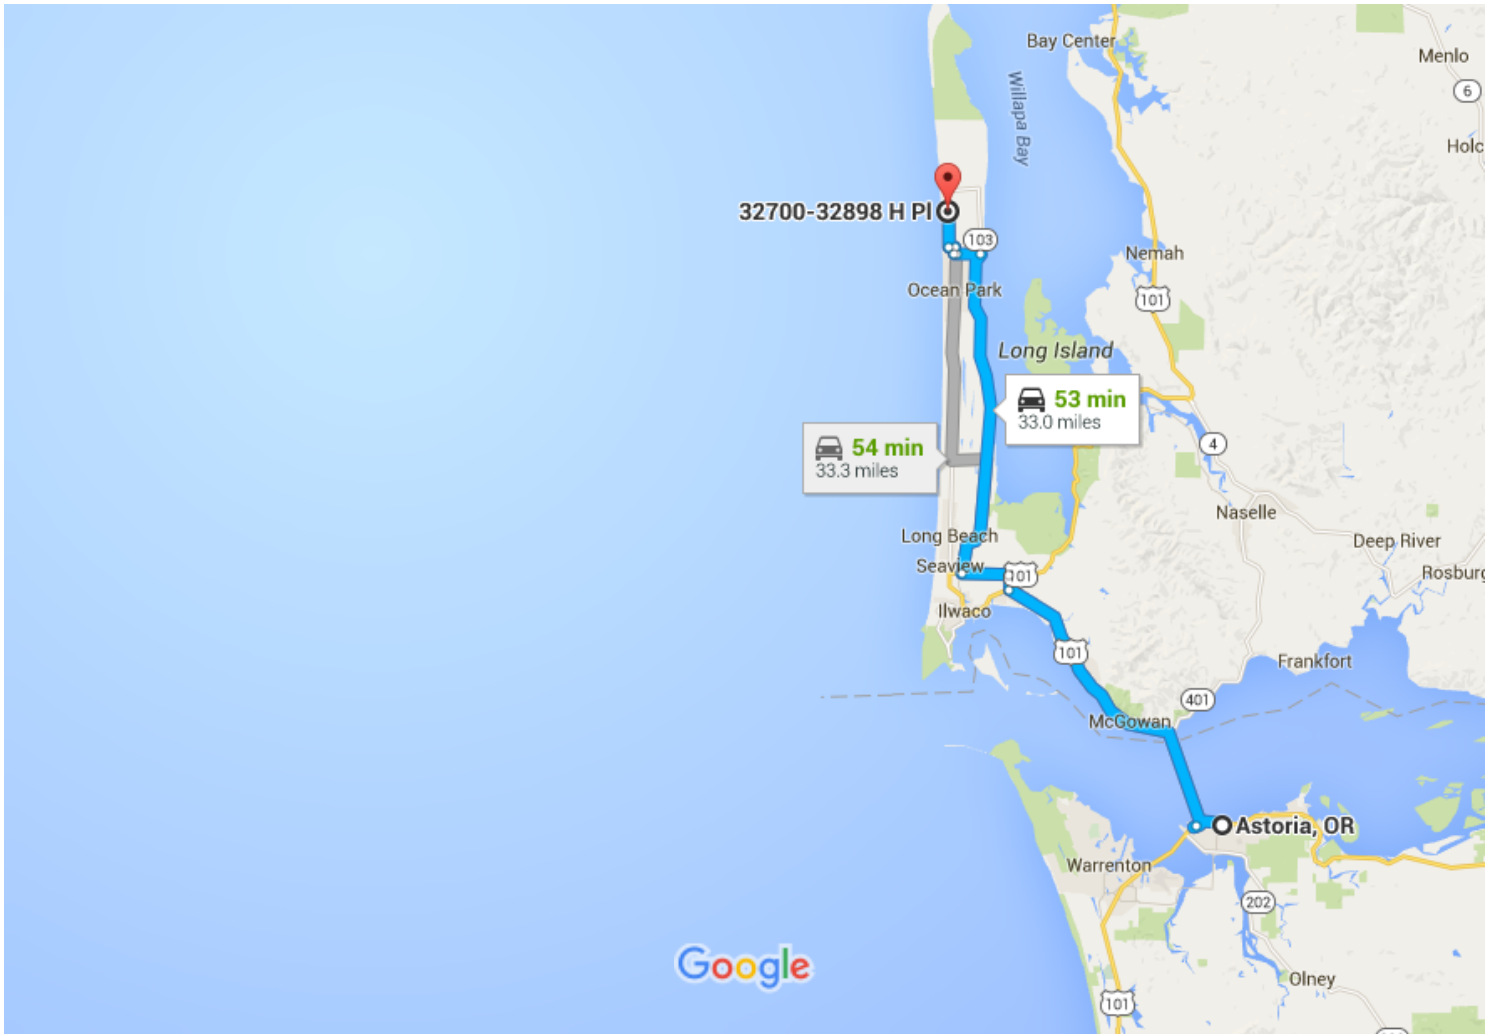 Bay Center
Menlo
6
Willapa Bay
Holc
32700-32898 H Pl
103
Nemah
Ocean Park
101
Long Island
53 min
33.0 miles
54 min
33.3 miles
4
Naselle
Long Beach
Deep River
Seaview
101
Rosburg
Ilwaco
101
Frankfort
401
McGowan
Astoria, OR
Warrenton
202
Google
Olney
101